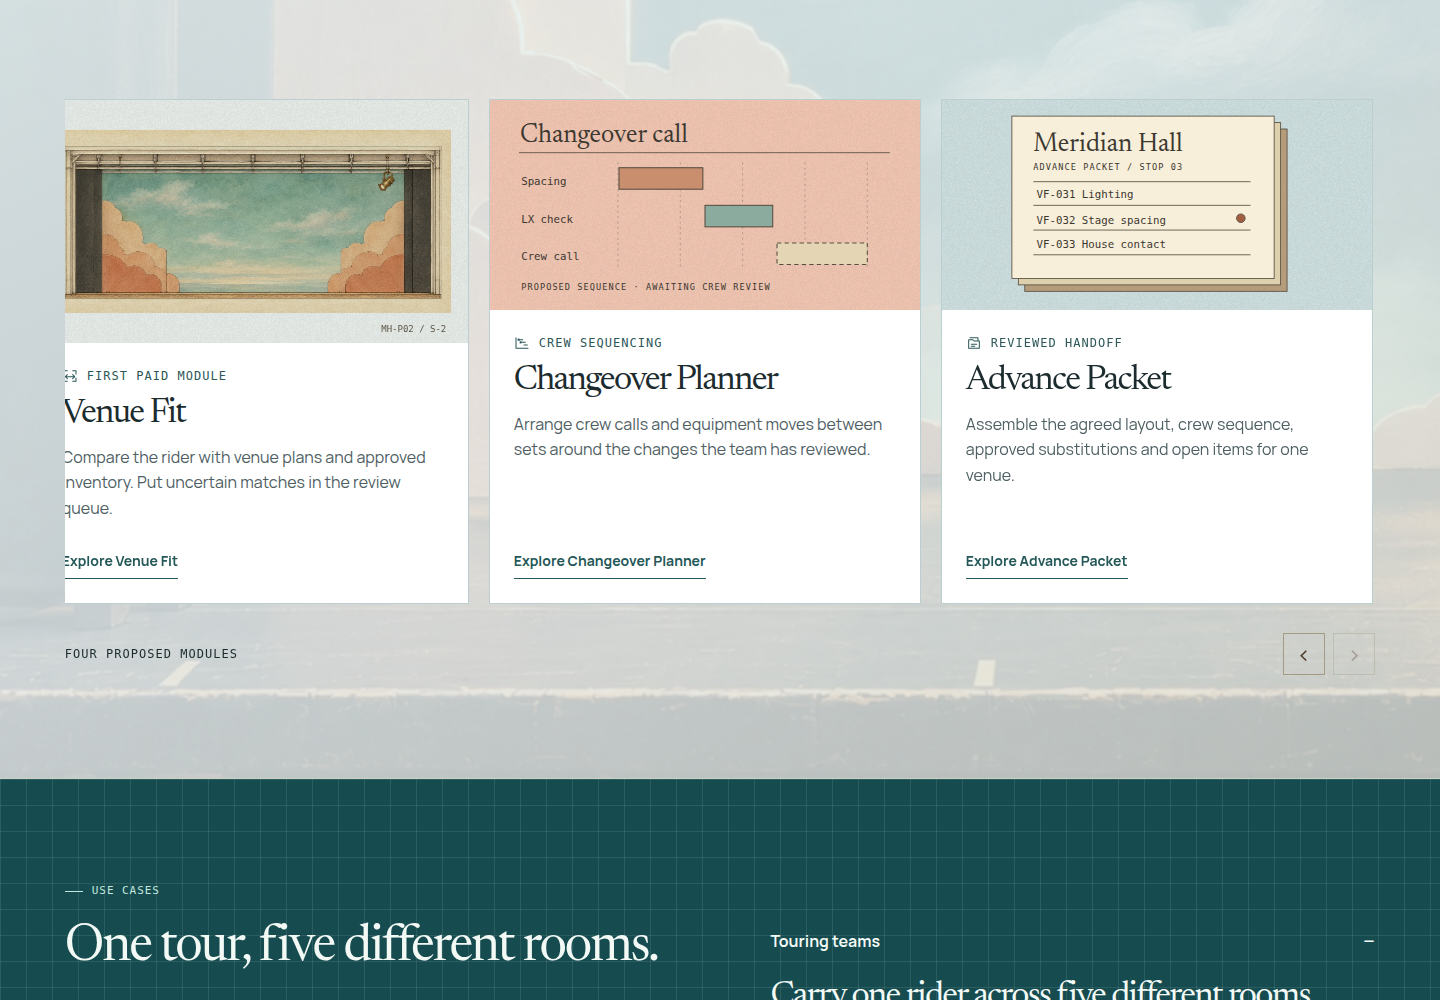 MH-P02 / S-2
FIRST PAID MODULE
Venue Fit
Compare the rider with venue plans and approved
nventory. Put uncertain matches in the review
queue.
Explore Venue Fit
Changeover call
Spacing
LX check
Crew call
PROPOSED SEQUENCE · AWAITING CREW REVIEW
CREW SEQUENCING
Changeover Planner
Arrange crew calls and equipment moves between
sets around the changes the team has reviewed.
Explore Changeover Planner
Meridian Hall
ADVANCE PACKET / STOP 03
VF-031 Lighting
VF-032 Stage spacing
VF-033 House contact
REVIEWED HANDOFF
Advance Packet
Assemble the agreed layout, crew sequence,
approved substitutions and open items for one
venue.
Explore Advance Packet
FOUR PROPOSED MODULES
USE CASES
One tour, five different rooms.
Touring teams
Carry one rider across five different rooms